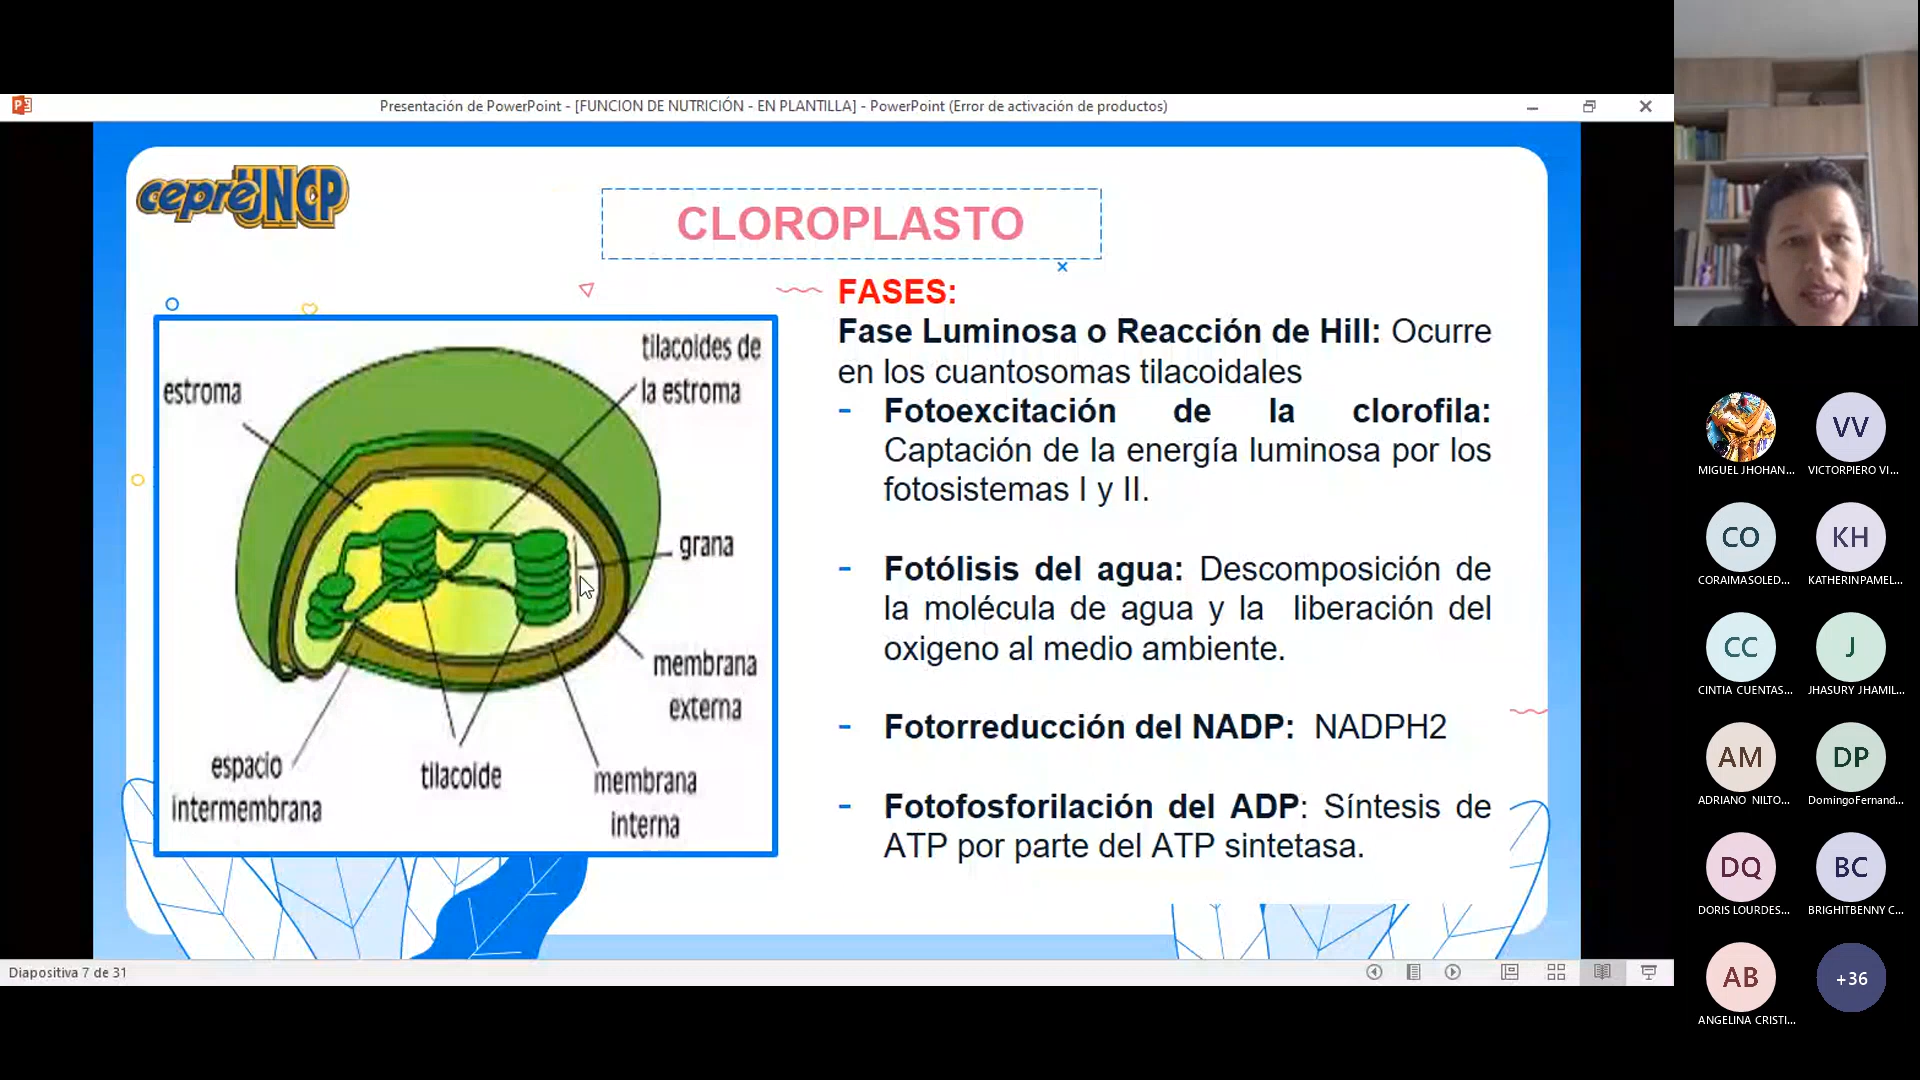 Presentación de PowerPoint - [FUNCION DE NUTRICIÓN - EN PLANTILLA] - PowerPoint (Error de activación de productos)
cepreUNCP
CLOROPLASTO
FASES:
Fase Luminosa o Reacción de Hill: Ocurre
en los cuantosomas tilacoidales
- Fotoexcitación de la clorofila:
Captación de la energía luminosa por los
fotosistemas I y II.
- Fotólisis del agua: Descomposición de
la molécula de agua y la liberación del
oxigeno al medio ambiente.
- Fotorreducción del NADP: NADPH2
- Fotofosforilación del ADP: Síntesis de
ATP por parte del ATP sintetasa.
estroma
tilacoides de
la estroma
grana
membrana
externa
membrana
interna
tilacoide
espacio
intermembrana
Diapositiva 7 de 31
MIGUEL JHOHAN...
VV
VICTORPIERO VI...
CO
CORAIMASOLED...
KH
KATHERINPAMEL...
CC
CINTIA CUENTAS...
J
JHASURY JHAMIL...
AM
ADRIANO NILTO...
DP
DomingoFernand...
DQ
DORIS LOURDES...
BC
BRIGHITBENNY C...
AB
ANGELINA CRISTI...
+36